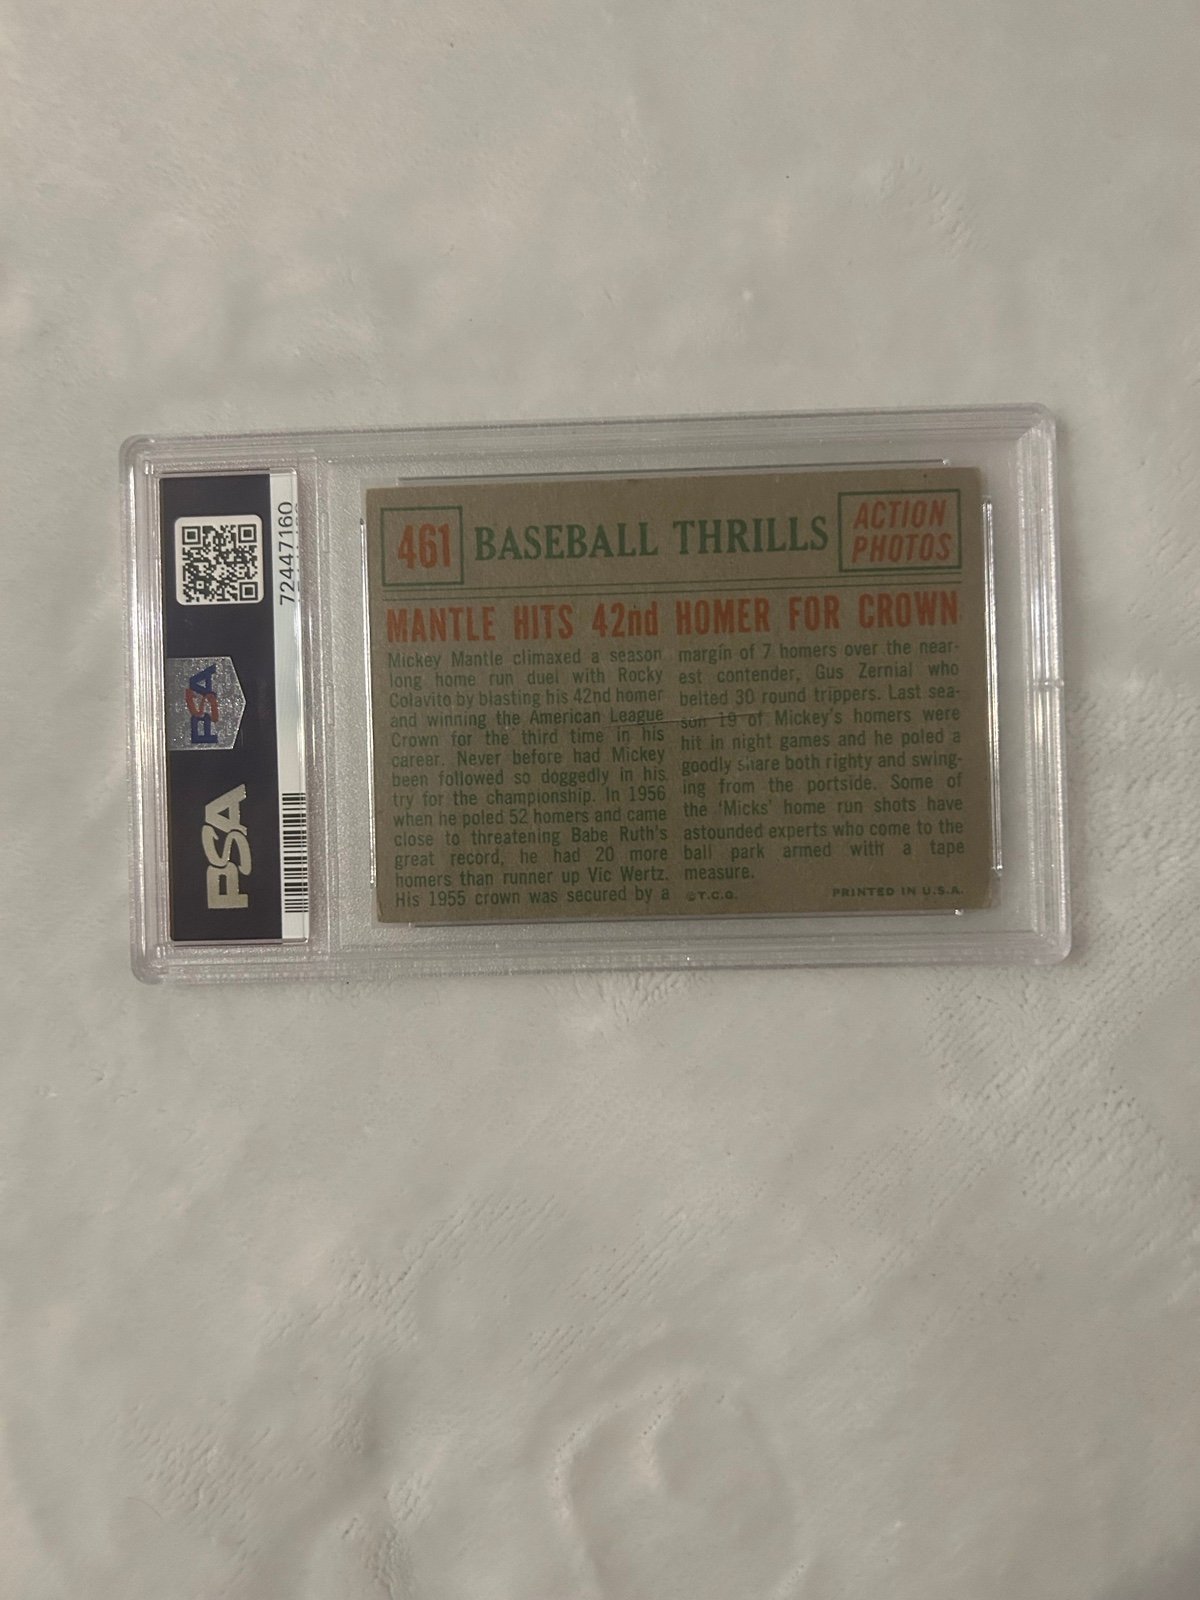 72447160
PSA
PSA
461
BASEBALL THRILLS
ACTION
PHOTOS
MANTLE HITS 42nd HOMER FOR CROWN
Mickey Mantle climaxed a season
long home run duel with Rocky
Colavito by blasting his 42nd homer
and winning the American League
Crown for the third time in his
career. Never before had Mickey
been followed so doggedly in his
try for the championship. In 1956
when he poled 52 homers and came
close to threatening Babe Ruth's
great record, he had 20 more
homers than runner up Vic Wertz.
His 1955 crown was secured by a
margin of 7 homers over the near-
est contender, Gus Zernial who
belted 30 round trippers. Last sea-
son 19 of Mickey's homers were
hit in night games and he poled a
goodly share both righty and swing-
ing from the portside. Some of
the 'Micks' home run shots have
astounded experts who come to the
ball park armed with a tape
measure.
©T.C.G.
PRINTED IN U.S.A.